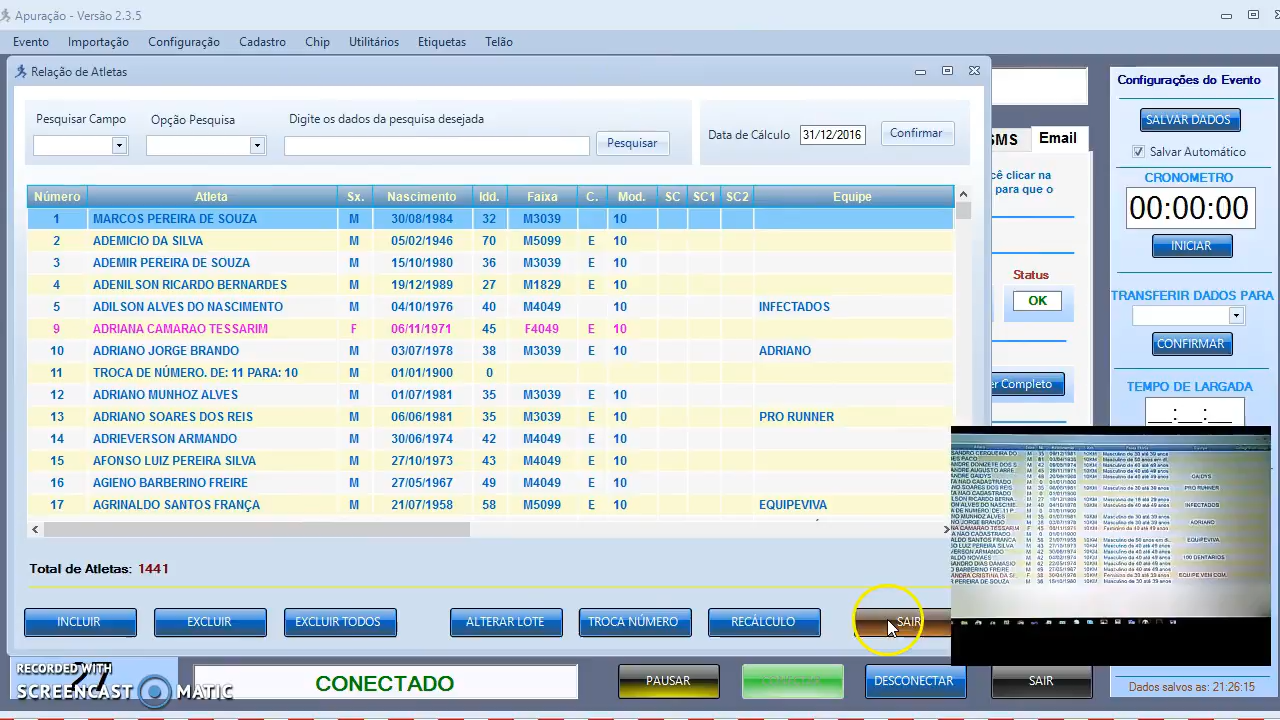 Apuração - Versão 2.3.5
Evento Importação Configuração Cadastro Chip Utilitários Etiquetas Telão
Relação de Atletas
Pesquisar Campo Opção Pesquisa Digite os dados da pesquisa desejada
Pesquisar
Data de Cálculo 31/12/2016 Confirmar
Número Atleta Sx. Nascimento Idd. Faixa C. Mod. SC SC1 SC2 Equipe
1 MARCOS PEREIRA DE SOUZA M 30/08/1984 32 M3039 10
2 ADEMICIO DA SILVA M 05/02/1946 70 M5099 E 10
3 ADEMIR PEREIRA DE SOUZA M 15/10/1980 36 M3039 E 10
4 ADENILSON RICARDO BERNARDES M 19/12/1989 27 M1829 E 10
5 ADILSON ALVES DO NASCIMENTO M 04/10/1976 40 M4049 10 INFECTADOS
9 ADRIANA CAMARAO TESSARIM F 06/11/1971 45 F4049 E 10
10 ADRIANO JORGE BRANDO M 03/07/1978 38 M3039 E 10 ADRIANO
11 TROCA DE NÚMERO. DE: 11 PARA: 10 M 01/01/1900 0
12 ADRIANO MUNHOZ ALVES M 01/07/1981 35 M3039 E 10
13 ADRIANO SOARES DOS REIS M 06/06/1981 35 M3039 E 10 PRO RUNNER
14 ADRIEVERSON ARMANDO M 30/06/1974 42 M4049 E 10
15 AFONSO LUIZ PEREIRA SILVA M 27/10/1973 43 M4049 E 10
16 AGIENO BARBERINO FREIRE M 27/05/1967 49 M4049 E 10
17 AGRINALDO SANTOS FRANÇA M 21/07/1958 58 M5099 E 10 EQUIPEVIVA
Total de Atletas: 1441
INCLUIR EXCLUIR EXCLUIR TODOS ALTERAR LOTE TROCA NÚMERO RECÁLCULO SAIR
RECORDED WITH
SCREENCAST MATIC
CONECTADO
PAUSAR DESCONECTAR SAIR
SMS Email
cê clicar na
para que o
Status
OK
er Completo
Configurações do Evento
SALVAR DADOS
Salvar Automático
CRONOMETRO
00:00:00
INICIAR
TRANSFERIR DADOS PARA
CONFIRMAR
TEMPO DE LARGADA
__:__:__
Dados salvos as: 21:26:15